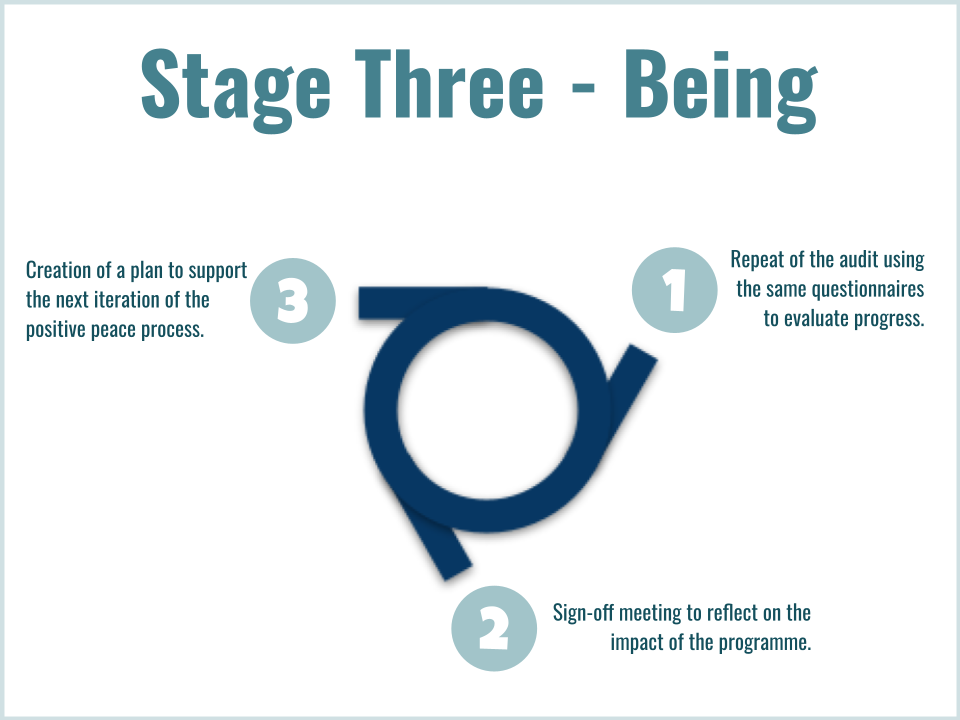 Stage Three - Being
1
Repeat of the audit using
the same questionnaires
to evaluate progress.
2
Sign-off meeting to reflect on the
impact of the programme.
3
Creation of a plan to support
the next iteration of the
positive peace process.